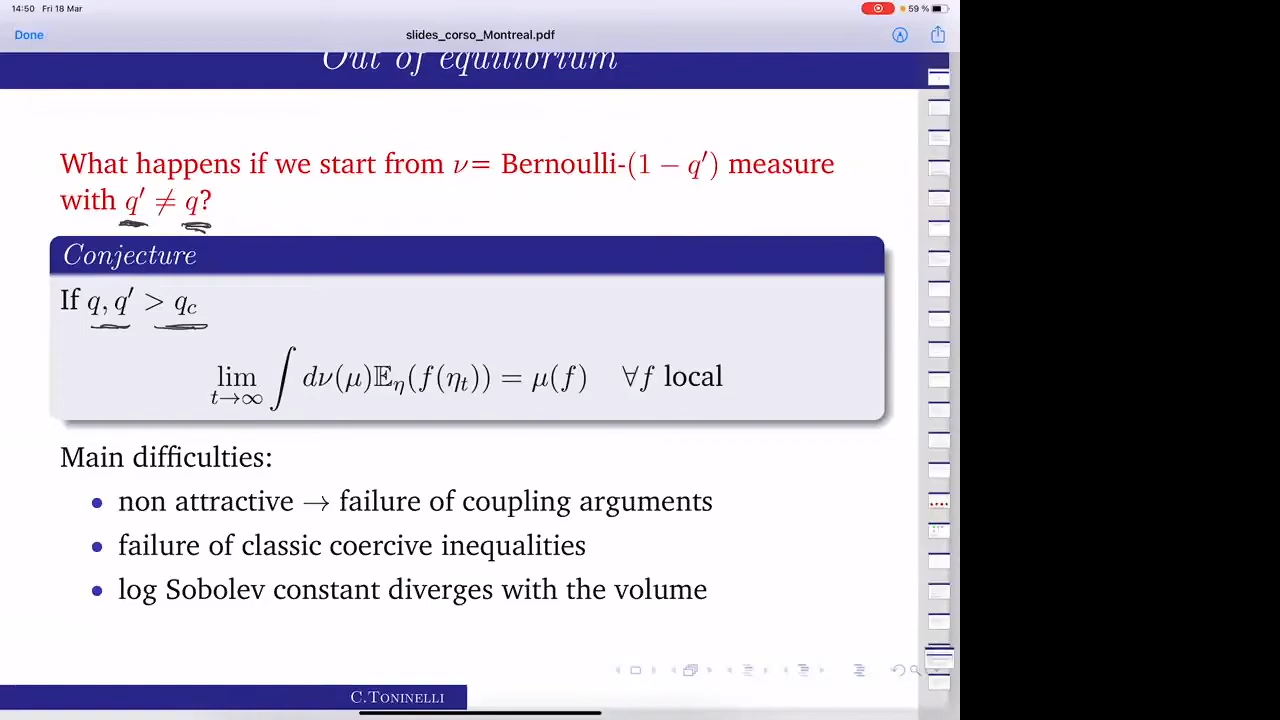 14:50 Fri 18 Mar
59 %
Done
slides_corso_Montreal.pdf
Out of equilibrium
What happens if we start from ν = Bernoulli-(1 − q′) measure
with q′ ≠ q?
Conjecture
If q, q′ > q_c
lim_{t→∞} ∫ dν(μ)𝔼_η(f(η_t)) = μ(f) ∀f local
Main difficulties:
• non attractive → failure of coupling arguments
• failure of classic coercive inequalities
• log Sobolev constant diverges with the volume
C.Toninelli